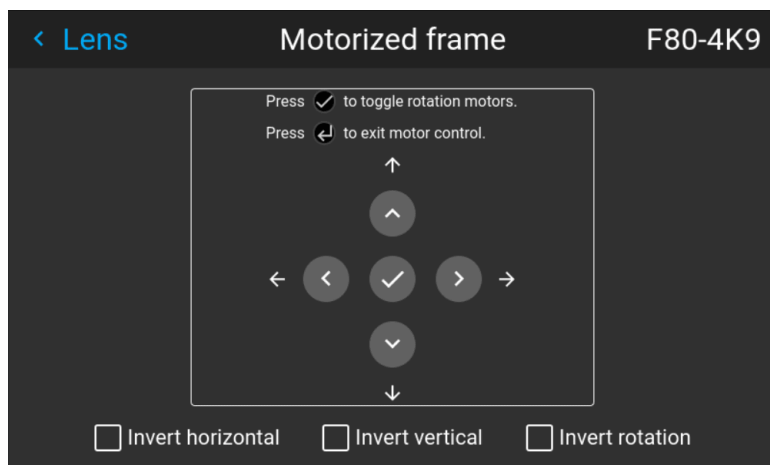 Lens Motorized frame F80-4K9
Press to toggle rotation motors.
Press to exit motor control.
Invert horizontal Invert vertical Invert rotation